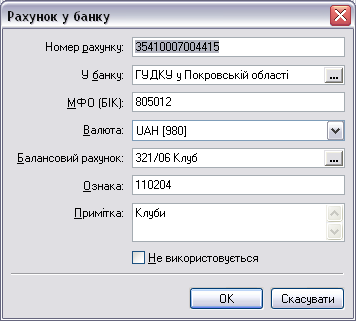 Рахунок у банку
Номер рахунку: 35410007004415
У банку: ГУДКУ у Покровській області ...
МФО (БІК): 805012
Валюта: UAH [980]
Балансовий рахунок: 321/06 Клуб ...
Ознака: 110204
Примітка: Клуби
Не використовується
OK Скасувати